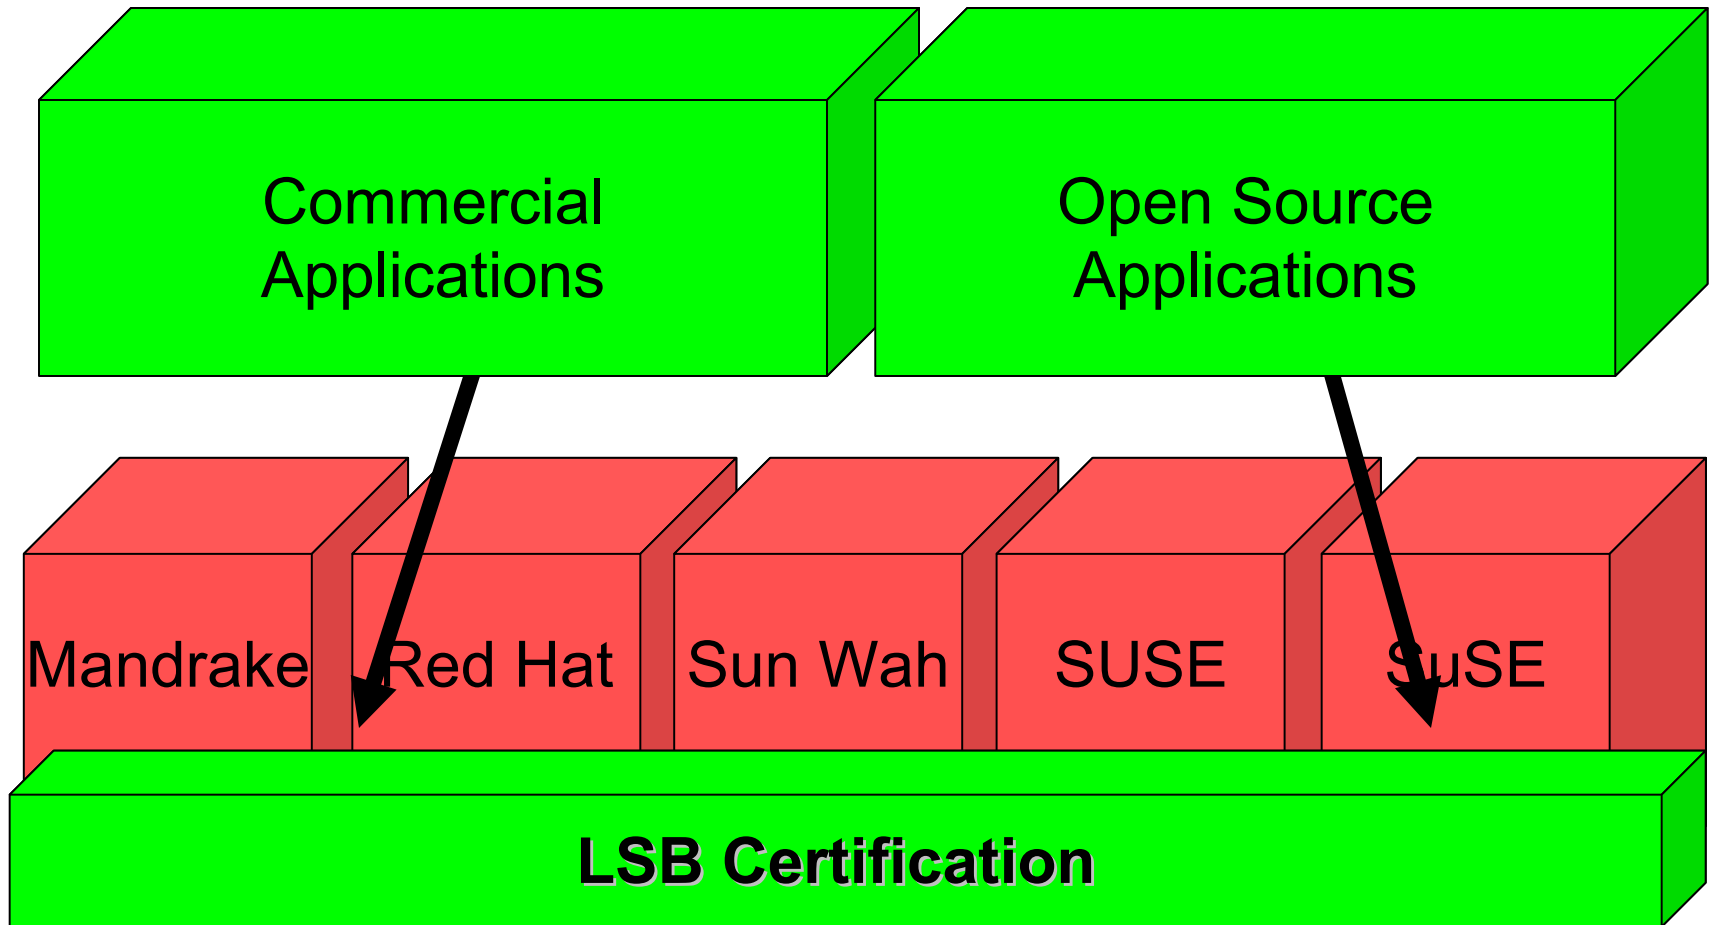 Commercial
Applications
Open Source
Applications
Mandrake
Red Hat
Sun Wah
SUSE
SuSE
LSB Certification